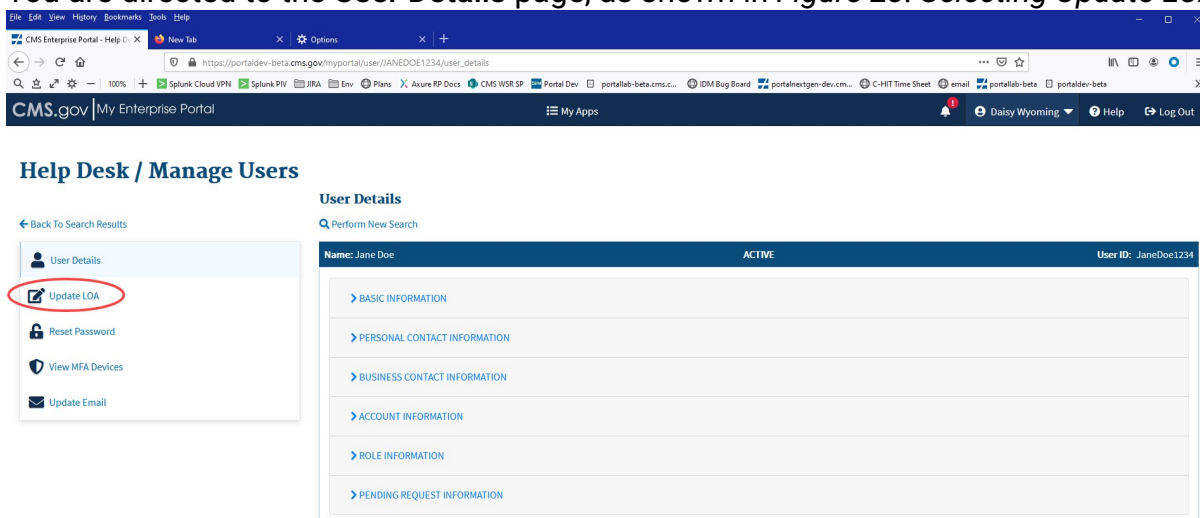 You are directed to the User Details page, as shown in Figure 28: Selecting Update LOA
File Edit View History Bookmarks Tools Help
CMS Enterprise Portal - Help De New Tab Options
https://portaldev-beta.cms.gov/myportal/user//JANEDOE1234/user_details
100% Splunk Cloud VPN Splunk PIV JIRA Env Plans Axure RP Docs CMS WSR SP Portal Dev portallab-beta.cms.c... IDM Bug Board portalnextgen-dev.cm... C-HIT Time Sheet email portallab-beta portaldev-beta
CMS.gov My Enterprise Portal My Apps Daisy Wyoming Help Log Out
Help Desk / Manage Users
User Details
Back To Search Results Perform New Search
Name: Jane Doe ACTIVE User ID: JaneDoe1234
User Details
BASIC INFORMATION
Update LOA
PERSONAL CONTACT INFORMATION
Reset Password
BUSINESS CONTACT INFORMATION
View MFA Devices
Update Email
ACCOUNT INFORMATION
ROLE INFORMATION
PENDING REQUEST INFORMATION